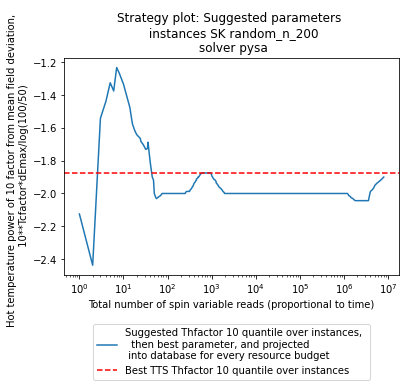 Strategy plot: Suggested parameters
instances SK random_n_200
solver pysa
Hot temperature power of 10 factor from mean field deviation,
10**Tcfactor*dEmax/log(100/50)
−1.2
−1.4
−1.6
−1.8
−2.0
−2.2
−2.4
10⁰ 10¹ 10² 10³ 10⁴ 10⁵ 10⁶ 10⁷
Total number of spin variable reads (proportional to time)
Suggested Thfactor 10 quantile over instances,
then best parameter, and projected
into database for every resource budget
Best TTS Thfactor 10 quantile over instances